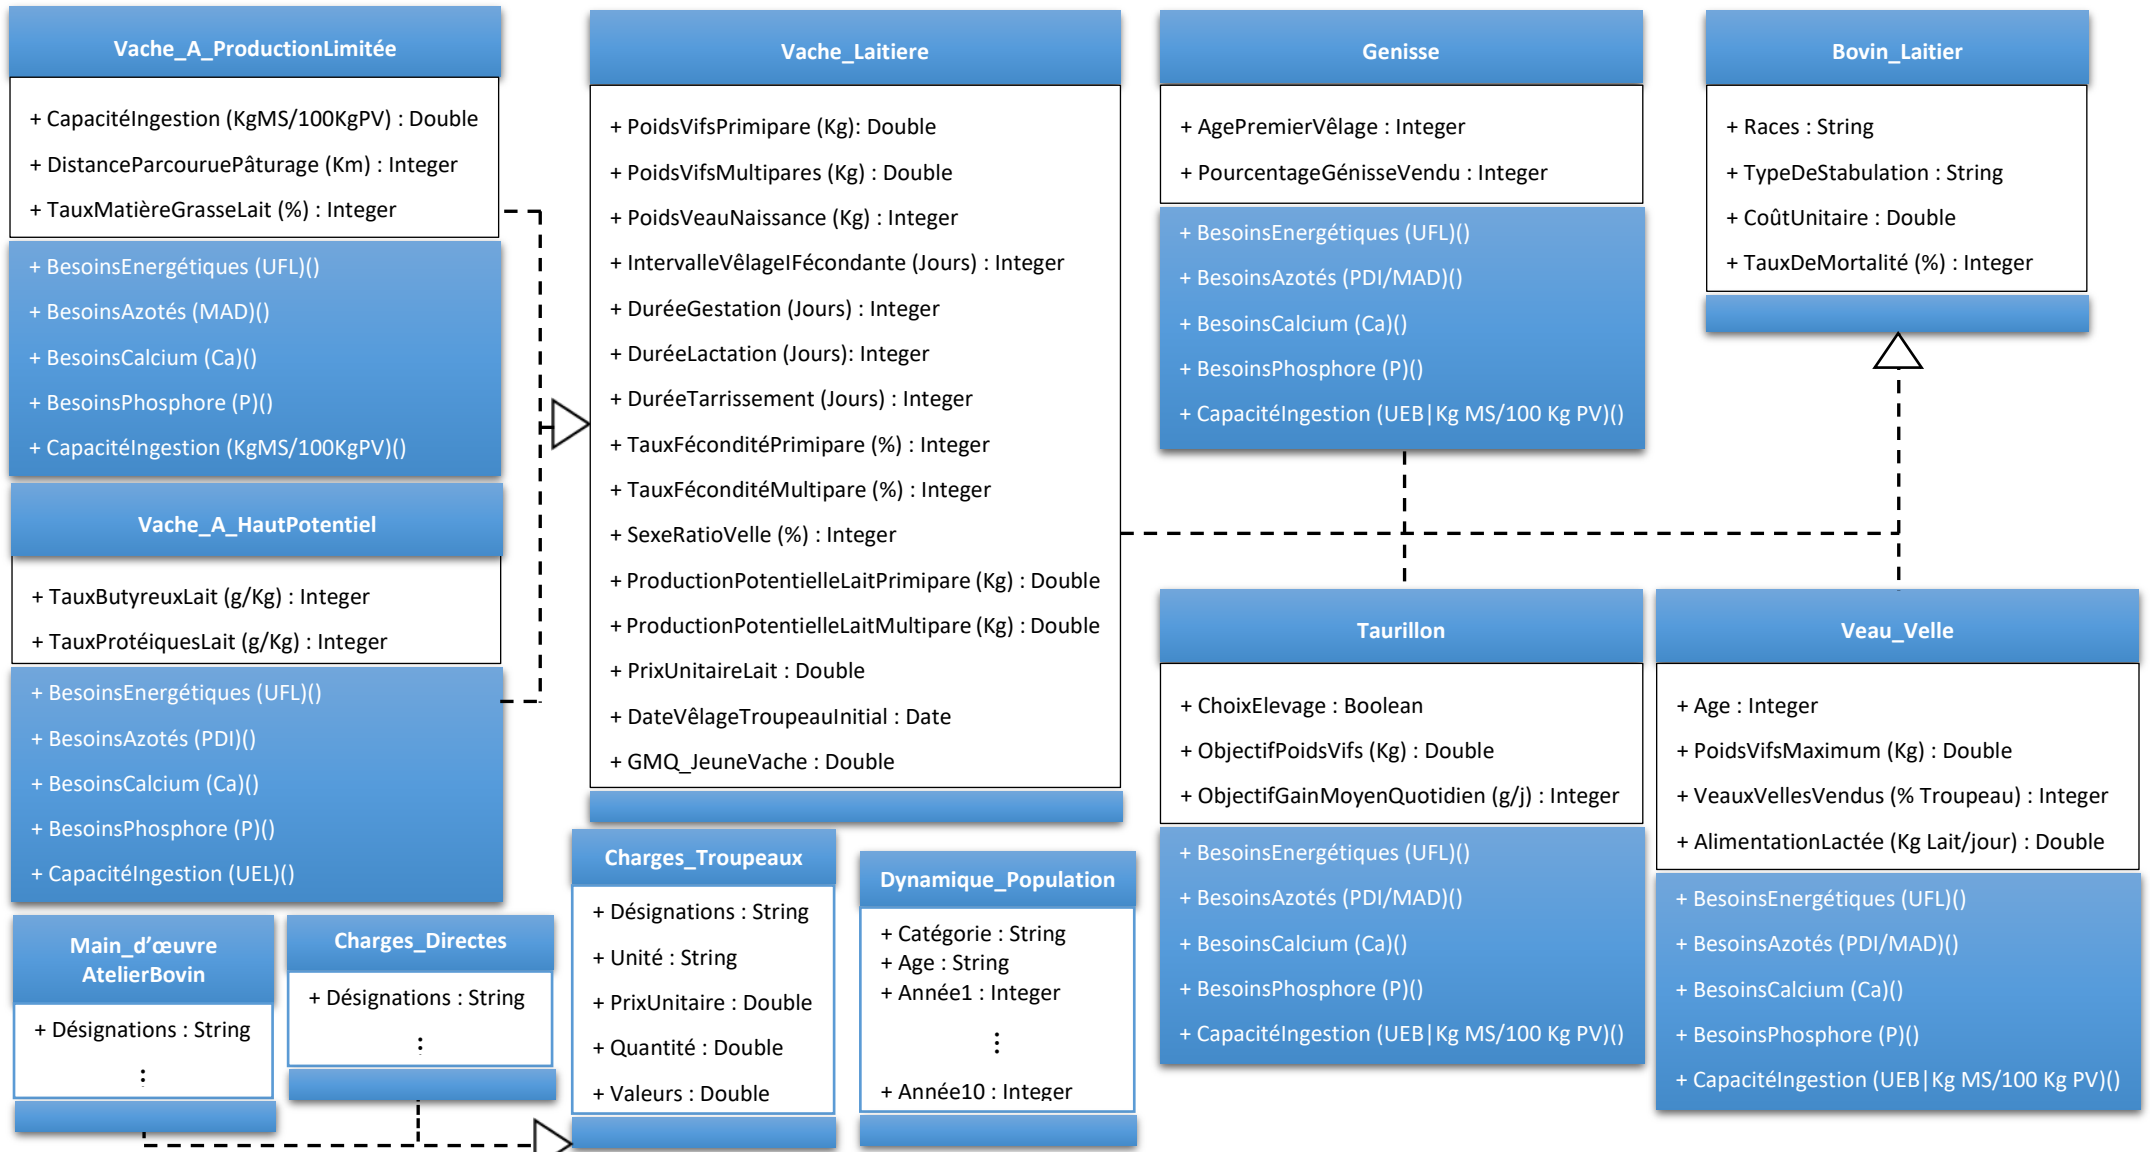 Vache_A_ProductionLimitée
+ CapacitéIngestion (KgMS/100KgPV) : Double
+ DistanceParcouruePâturage (Km) : Integer
+ TauxMatièreGrasseLait (%) : Integer
+ BesoinsEnergétiques (UFL)()
+ BesoinsAzotés (MAD)()
+ BesoinsCalcium (Ca)()
+ BesoinsPhosphore (P)()
+ CapacitéIngestion (KgMS/100KgPV)()
Vache_A_HautPotentiel
+ TauxButyreuxLait (g/Kg) : Integer
+ TauxProtéiquesLait (g/Kg) : Integer
+ BesoinsEnergétiques (UFL)()
+ BesoinsAzotés (PDI)()
+ BesoinsCalcium (Ca)()
+ BesoinsPhosphore (P)()
+ CapacitéIngestion (UEL)()
Main_d’œuvre
AtelierBovin
+ Désignations : String
⋮
Charges_Directes
+ Désignations : String
⋮
Vache_Laitiere
+ PoidsVifsPrimipare (Kg): Double
+ PoidsVifsMultipares (Kg) : Double
+ PoidsVeauNaissance (Kg) : Integer
+ IntervalleVêlageIFécondante (Jours) : Integer
+ DuréeGestation (Jours) : Integer
+ DuréeLactation (Jours): Integer
+ DuréeTarrissement (Jours) : Integer
+ TauxFéconditéPrimipare (%) : Integer
+ TauxFéconditéMultipare (%) : Integer
+ SexeRatioVelle (%) : Integer
+ ProductionPotentielleLaitPrimipare (Kg) : Double
+ ProductionPotentielleLaitMultipare (Kg) : Double
+ PrixUnitaireLait : Double
+ DateVêlageTroupeauInitial : Date
+ GMQ_JeuneVache : Double
Charges_Troupeaux
+ Désignations : String
+ Unité : String
+ PrixUnitaire : Double
+ Quantité : Double
+ Valeurs : Double
Dynamique_Population
+ Catégorie : String
+ Age : String
+ Année1 : Integer
⋮
+ Année10 : Integer
Genisse
+ AgePremierVêlage : Integer
+ PourcentageGénisseVendu : Integer
+ BesoinsEnergétiques (UFL)()
+ BesoinsAzotés (PDI/MAD)()
+ BesoinsCalcium (Ca)()
+ BesoinsPhosphore (P)()
+ CapacitéIngestion (UEB|Kg MS/100 Kg PV)()
Bovin_Laitier
+ Races : String
+ TypeDeStabulation : String
+ CoûtUnitaire : Double
+ TauxDeMortalité (%) : Integer
Taurillon
+ ChoixElevage : Boolean
+ ObjectifPoidsVifs (Kg) : Double
+ ObjectifGainMoyenQuotidien (g/j) : Integer
+ BesoinsEnergétiques (UFL)()
+ BesoinsAzotés (PDI/MAD)()
+ BesoinsCalcium (Ca)()
+ BesoinsPhosphore (P)()
+ CapacitéIngestion (UEB|Kg MS/100 Kg PV)()
Veau_Velle
+ Age : Integer
+ PoidsVifsMaximum (Kg) : Double
+ VeauxVellesVendus (% Troupeau) : Integer
+ AlimentationLactée (Kg Lait/jour) : Double
+ BesoinsEnergétiques (UFL)()
+ BesoinsAzotés (PDI/MAD)()
+ BesoinsCalcium (Ca)()
+ BesoinsPhosphore (P)()
+ CapacitéIngestion (UEB|Kg MS/100 Kg PV)()